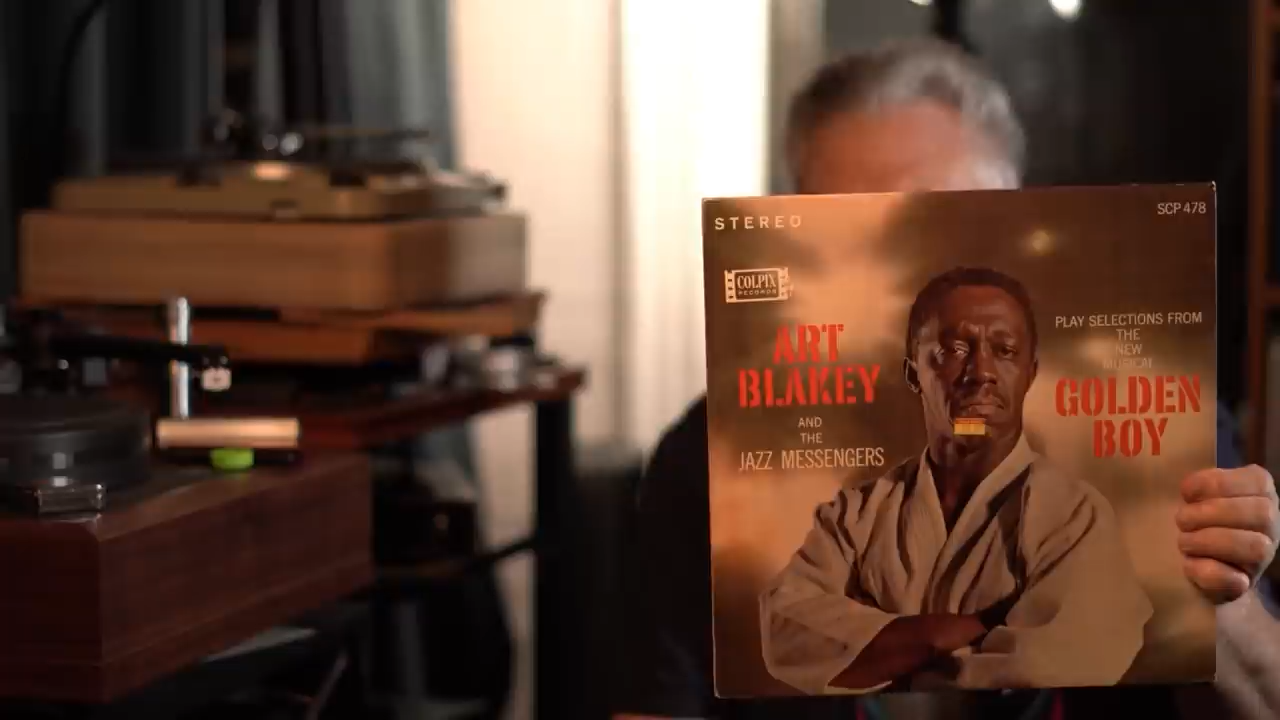 STEREO
SCP 478
COLPIX
RECORDS
ART
BLAKEY
AND
THE
JAZZ MESSENGERS
PLAY SELECTIONS FROM
THE
NEW
MUSICAL
GOLDEN
BOY